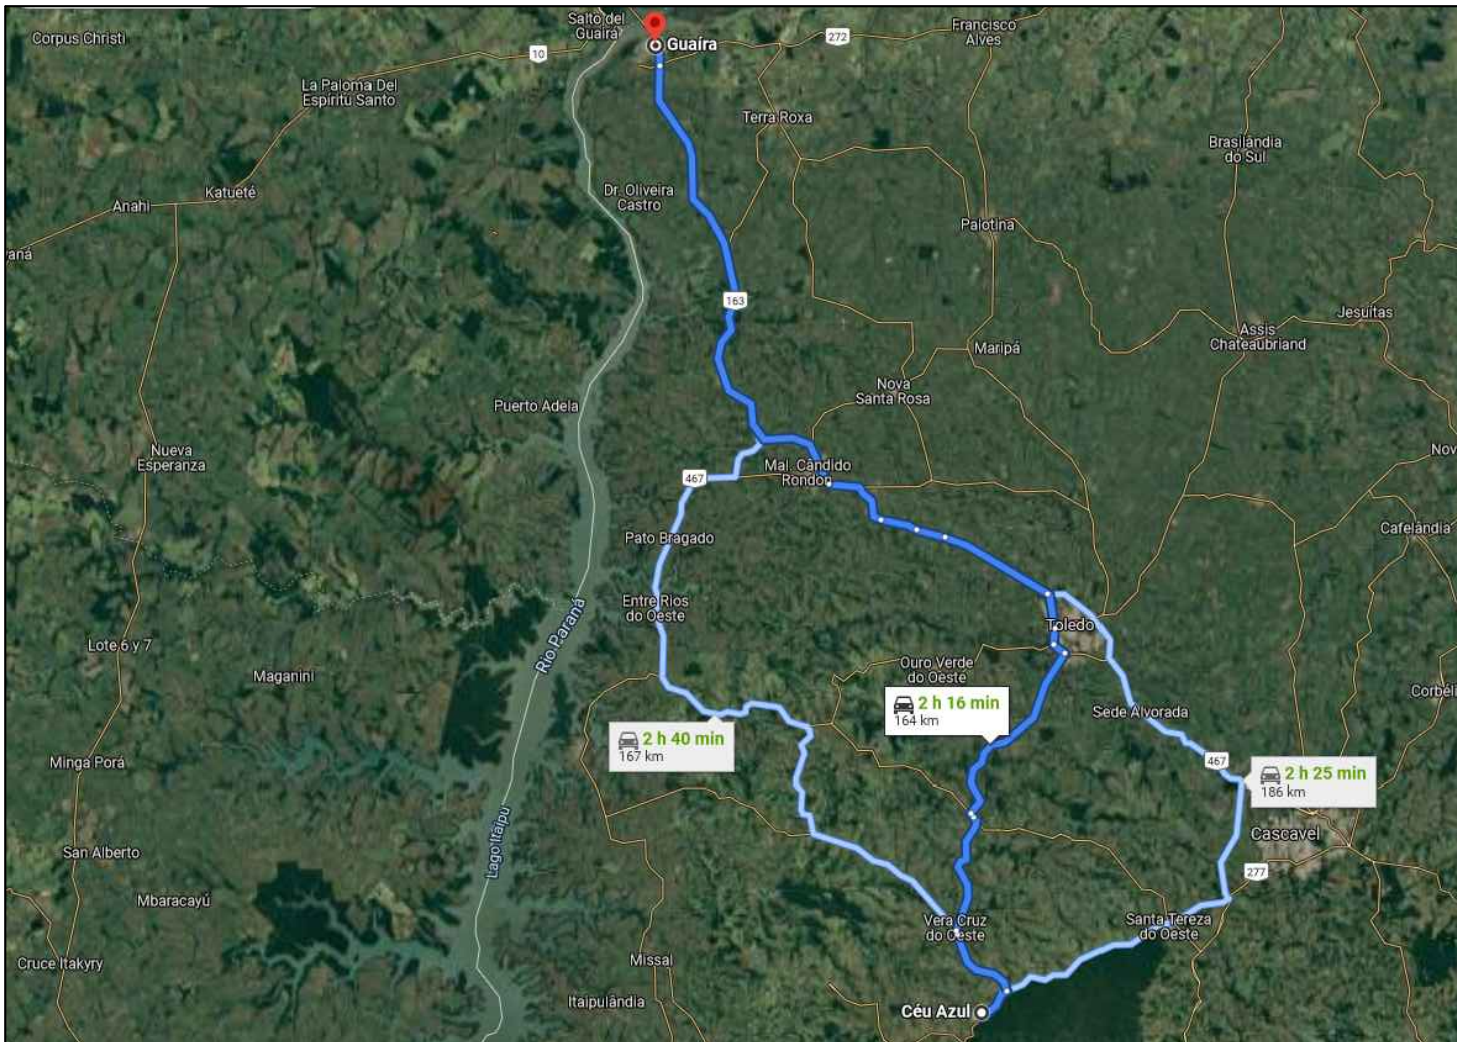 Salto del
Guairá
Francisco
Alves
Corpus Christi
Guaíra
272
10
La Paloma Del
Espíritu Santo
Terra Roxa
Brasilândia
do Sul
Katueté
Dr. Oliveira
Castro
Anahi
Palotina
aná
163
Jesuítas
Assis
Chateaubriand
Maripá
Nova
Santa Rosa
Puerto Adela
Nueva
Esperanza
Nov
Mal. Cândido
Rondon
467
Cafelândia
Pato Bragado
Entre Rios
do Oeste
Rio Paraná
Toledo
Lote 6 y 7
Ouro Verde
do Oeste
Maganini
Corbéli
2 h 16 min
164 km
Sede Alvorada
2 h 40 min
167 km
Minga Porá
467
2 h 25 min
186 km
Cascavel
Lago Itaipu
San Alberto
277
Mbaracayú
Vera Cruz
do Oeste
Santa Tereza
do Oeste
Cruce Itakyry
Missal
Itaipulândia
Céu Azul